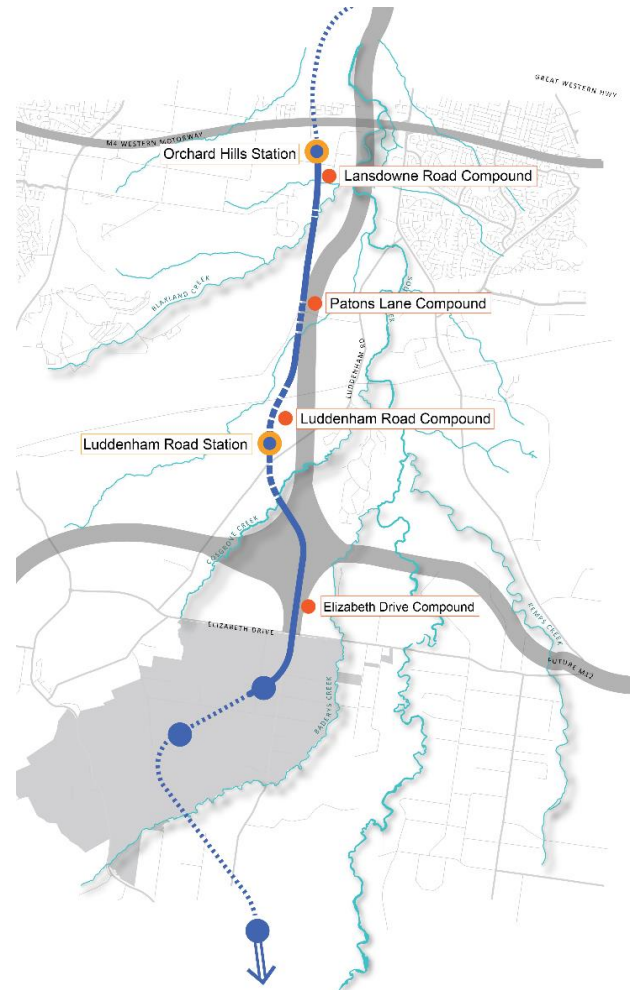 GREAT WESTERN HWY
M4 WESTERN MOTORWAY
Orchard Hills Station
Lansdowne Road Compound
BLAXLAND CREEK
Patons Lane Compound
LUDDENHAM RD
Luddenham Road Compound
Luddenham Road Station
COSGROVE CREEK
Elizabeth Drive Compound
KEMPS CREEK
ELIZABETH DRIVE
FUTURE M12
BADERYS CREEK